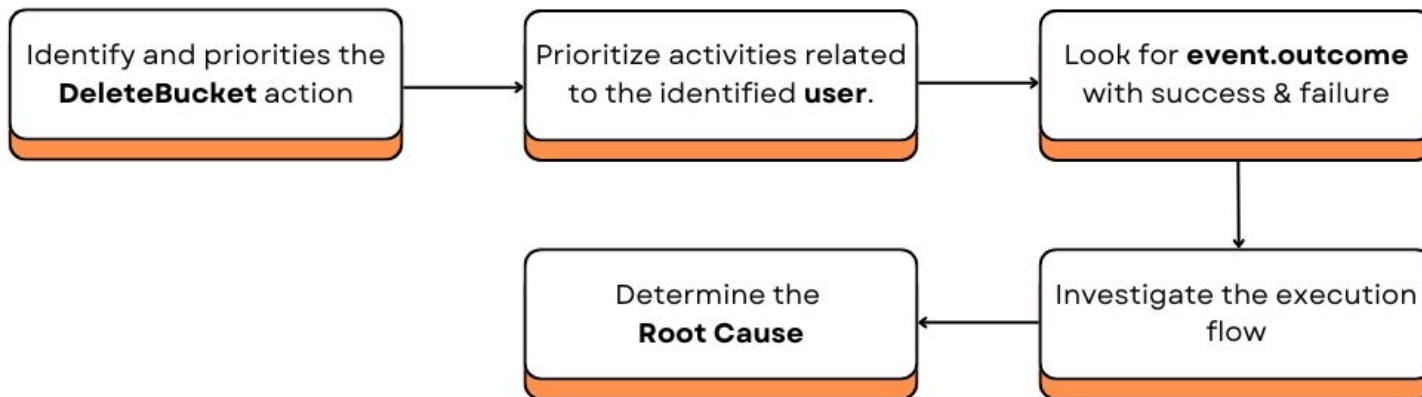 Identify and priorities the
DeleteBucket action
Prioritize activities related
to the identified user.
Look for event.outcome
with success & failure
Investigate the execution
flow
Determine the
Root Cause